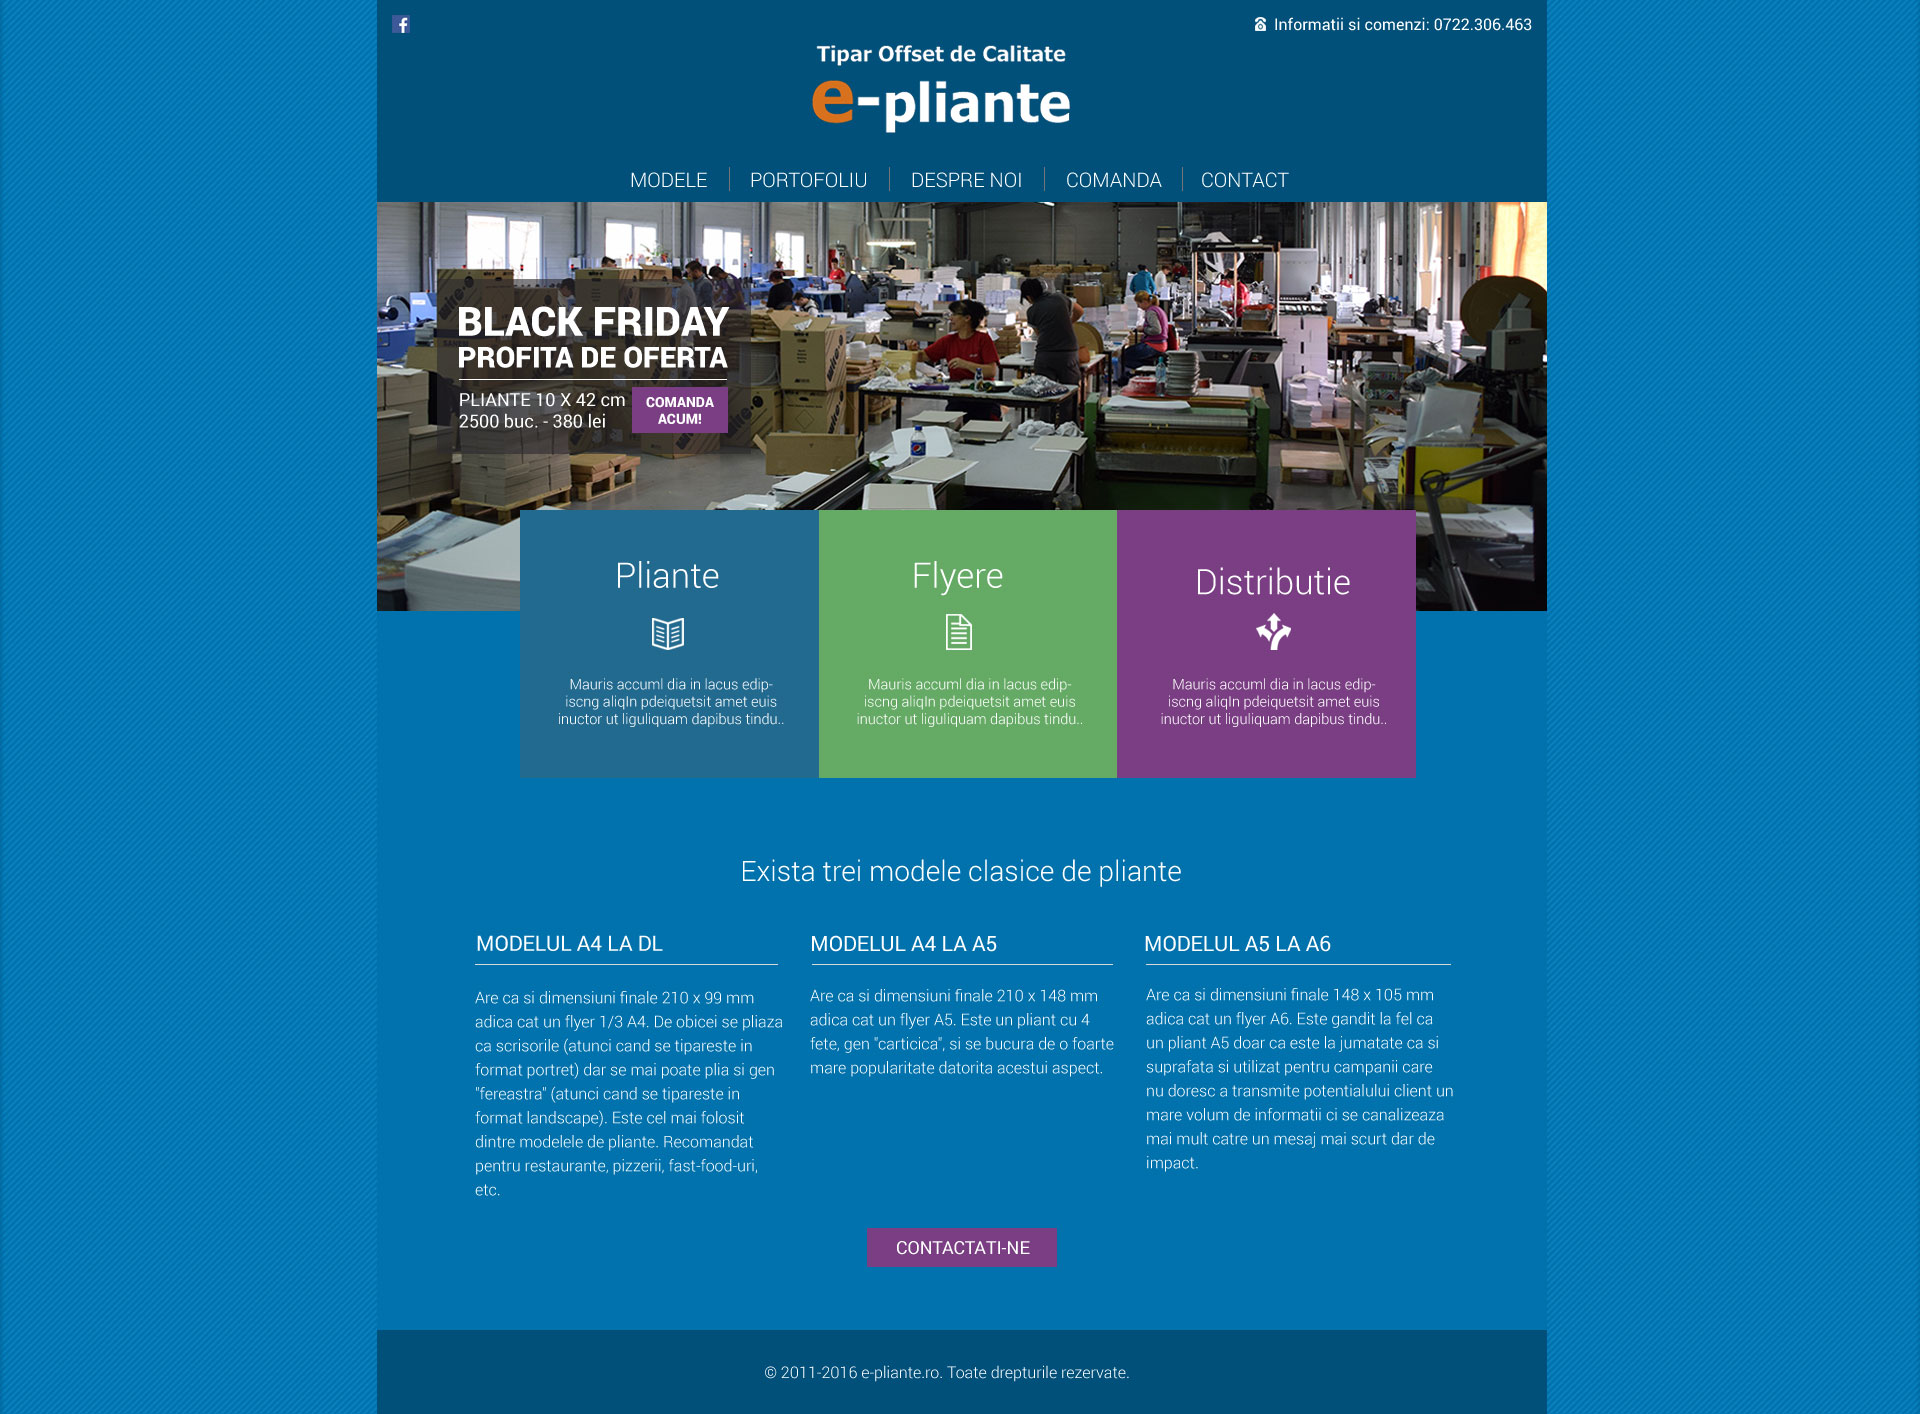 Informatii si comenzi: 0722.306.463
Tipar Offset de Calitate
e-pliante
MODELE
PORTOFOLIU
DESPRE NOI
COMANDA
CONTACT
BLACK FRIDAY
PROFITA DE OFERTA
PLIANTE 10 X 42 cm
2500 buc. - 380 lei
COMANDA
ACUM!
Pliante
Mauris accuml dia in lacus edip-
iscng aliqIn pdeiquetsit amet euis
inuctor ut liguliquam dapibus tindu..
Flyere
Mauris accuml dia in lacus edip-
iscng aliqIn pdeiquetsit amet euis
inuctor ut liguliquam dapibus tindu..
Distributie
Mauris accuml dia in lacus edip-
iscng aliqIn pdeiquetsit amet euis
inuctor ut liguliquam dapibus tindu..
Exista trei modele clasice de pliante
MODELUL A4 LA DL
Are ca si dimensiuni finale 210 x 99 mm
adica cat un flyer 1/3 A4. De obicei se pliaza
ca scrisorile (atunci cand se tipareste in
format portret) dar se mai poate plia si gen
"fereastra" (atunci cand se tipareste in
format landscape). Este cel mai folosit
dintre modelele de pliante. Recomandat
pentru restaurante, pizzerii, fast-food-uri,
etc.
MODELUL A4 LA A5
Are ca si dimensiuni finale 210 x 148 mm
adica cat un flyer A5. Este un pliant cu 4
fete, gen "carticica", si se bucura de o foarte
mare popularitate datorita acestui aspect.
MODELUL A5 LA A6
Are ca si dimensiuni finale 148 x 105 mm
adica cat un flyer A6. Este gandit la fel ca
un pliant A5 doar ca este la jumatate ca si
suprafata si utilizat pentru campanii care
nu doresc a transmite potentialului client un
mare volum de informatii ci se canalizeaza
mai mult catre un mesaj mai scurt dar de
impact.
CONTACTATI-NE
© 2011-2016 e-pliante.ro. Toate drepturile rezervate.